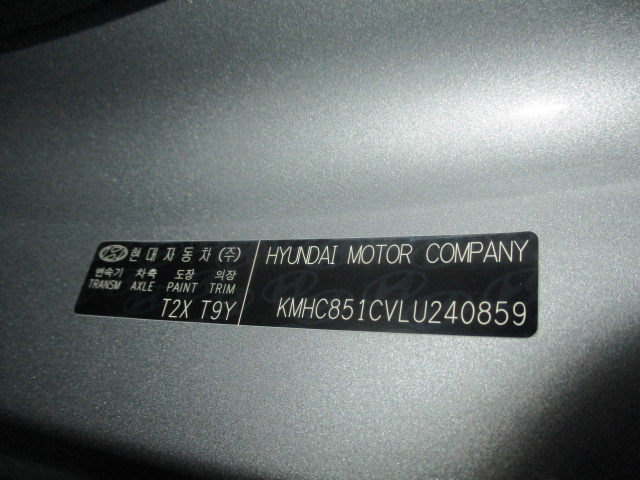 현대자동차(주)
변속기 차축 도장 의장
TRANSM AXLE PAINT TRIM
T2X T9Y
HYUNDAI MOTOR COMPANY
KMHC851CVLU240859